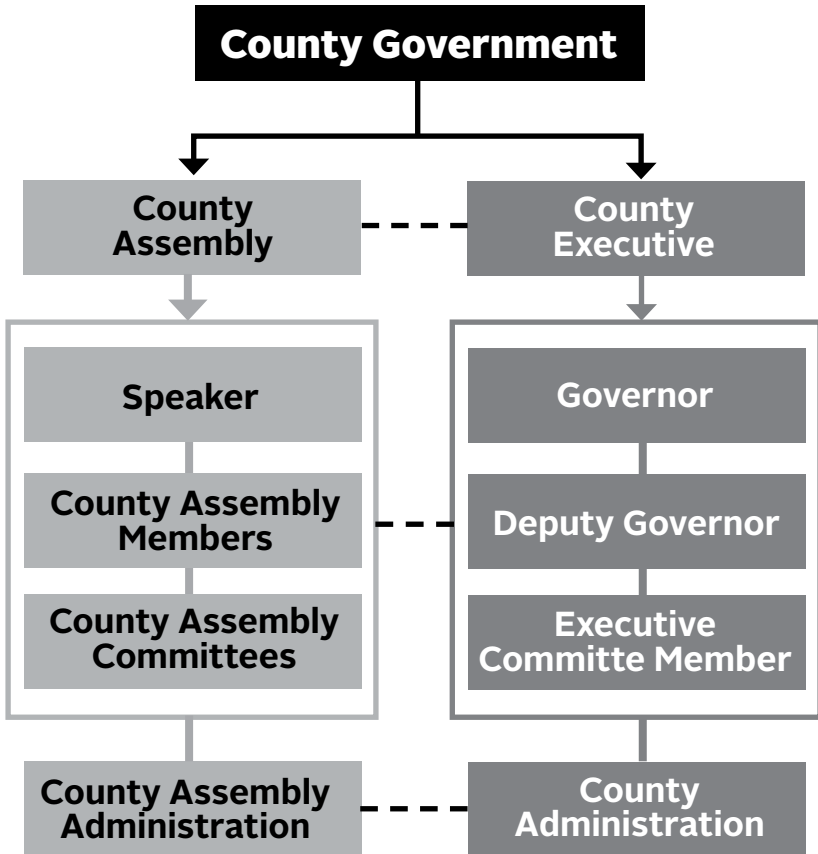 County Government
County
Assembly
County
Executive
Speaker
Governor
County Assembly
Members
Deputy Governor
County Assembly
Committees
Executive
Committe Member
County Assembly
Administration
County
Administration